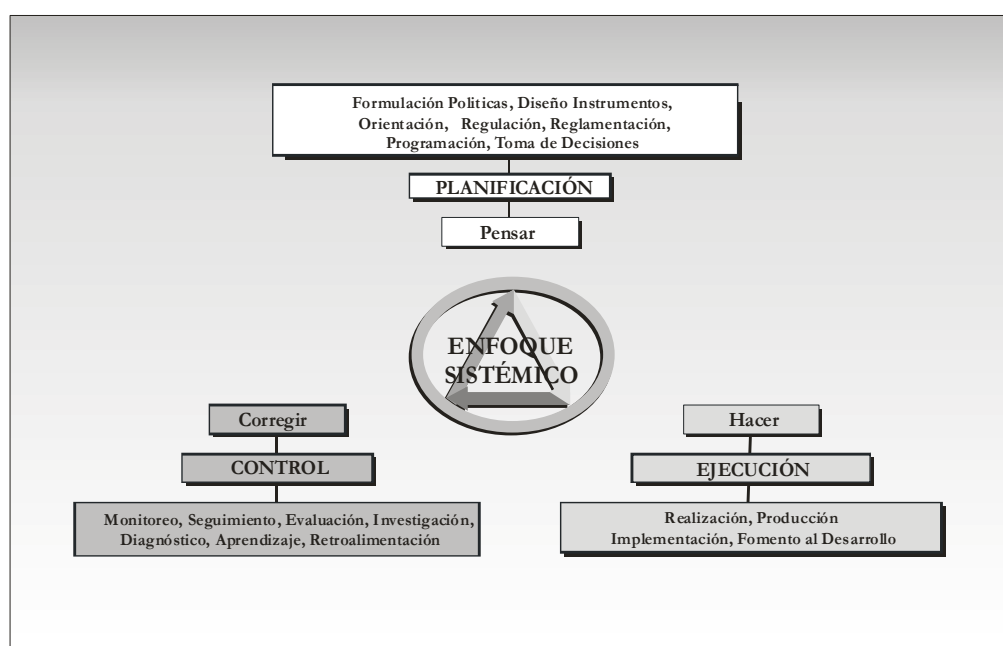 Formulación Politicas, Diseño Instrumentos,
Orientación, Regulación, Reglamentación,
Programación, Toma de Decisiones
PLANIFICACIÓN
Pensar
ENFOQUE
SISTÉMICO
Corregir
CONTROL
Monitoreo, Seguimiento, Evaluación, Investigación,
Diagnóstico, Aprendizaje, Retroalimentación
Hacer
EJECUCIÓN
Realización, Producción
Implementación, Fomento al Desarrollo